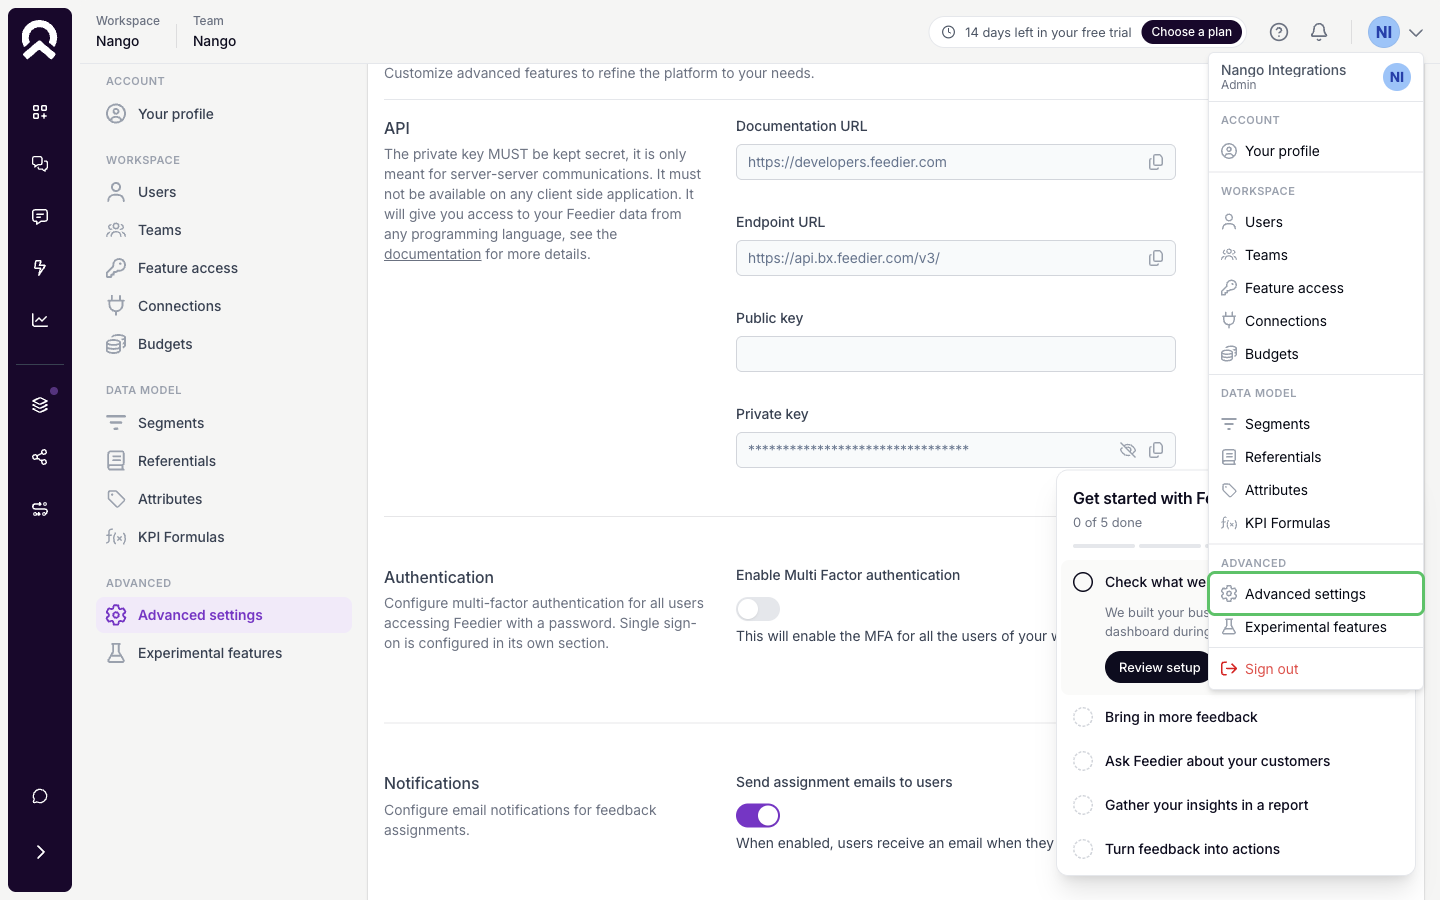 Workspace
Nango
Team
Nango
14 days left in your free trial
Choose a plan
NI
ACCOUNT
Your profile
WORKSPACE
Users
Teams
Feature access
Connections
Budgets
DATA MODEL
Segments
Referentials
Attributes
KPI Formulas
ADVANCED
Advanced settings
Experimental features
Customize advanced features to refine the platform to your needs.
API
The private key MUST be kept secret, it is only
meant for server-server communications. It must
not be available on any client side application. It
will give you access to your Feedier data from
any programming language, see the
documentation for more details.
Documentation URL
https://developers.feedier.com
Endpoint URL
https://api.bx.feedier.com/v3/
Public key
Private key
********************************
Authentication
Configure multi-factor authentication for all users
accessing Feedier with a password. Single sign-
on is configured in its own section.
Enable Multi Factor authentication
This will enable the MFA for all the users of your
Notifications
Configure email notifications for feedback
assignments.
Send assignment emails to users
When enabled, users receive an email when they
Get started with
0 of 5 done
Check what we
We built your
dashboard during
Review setup
Bring in more feedback
Ask Feedier about your customers
Gather your insights in a report
Turn feedback into actions
Nango Integrations
Admin
NI
ACCOUNT
Your profile
WORKSPACE
Users
Teams
Feature access
Connections
Budgets
DATA MODEL
Segments
Referentials
Attributes
f(x) KPI Formulas
ADVANCED
Advanced settings
Experimental features
Sign out